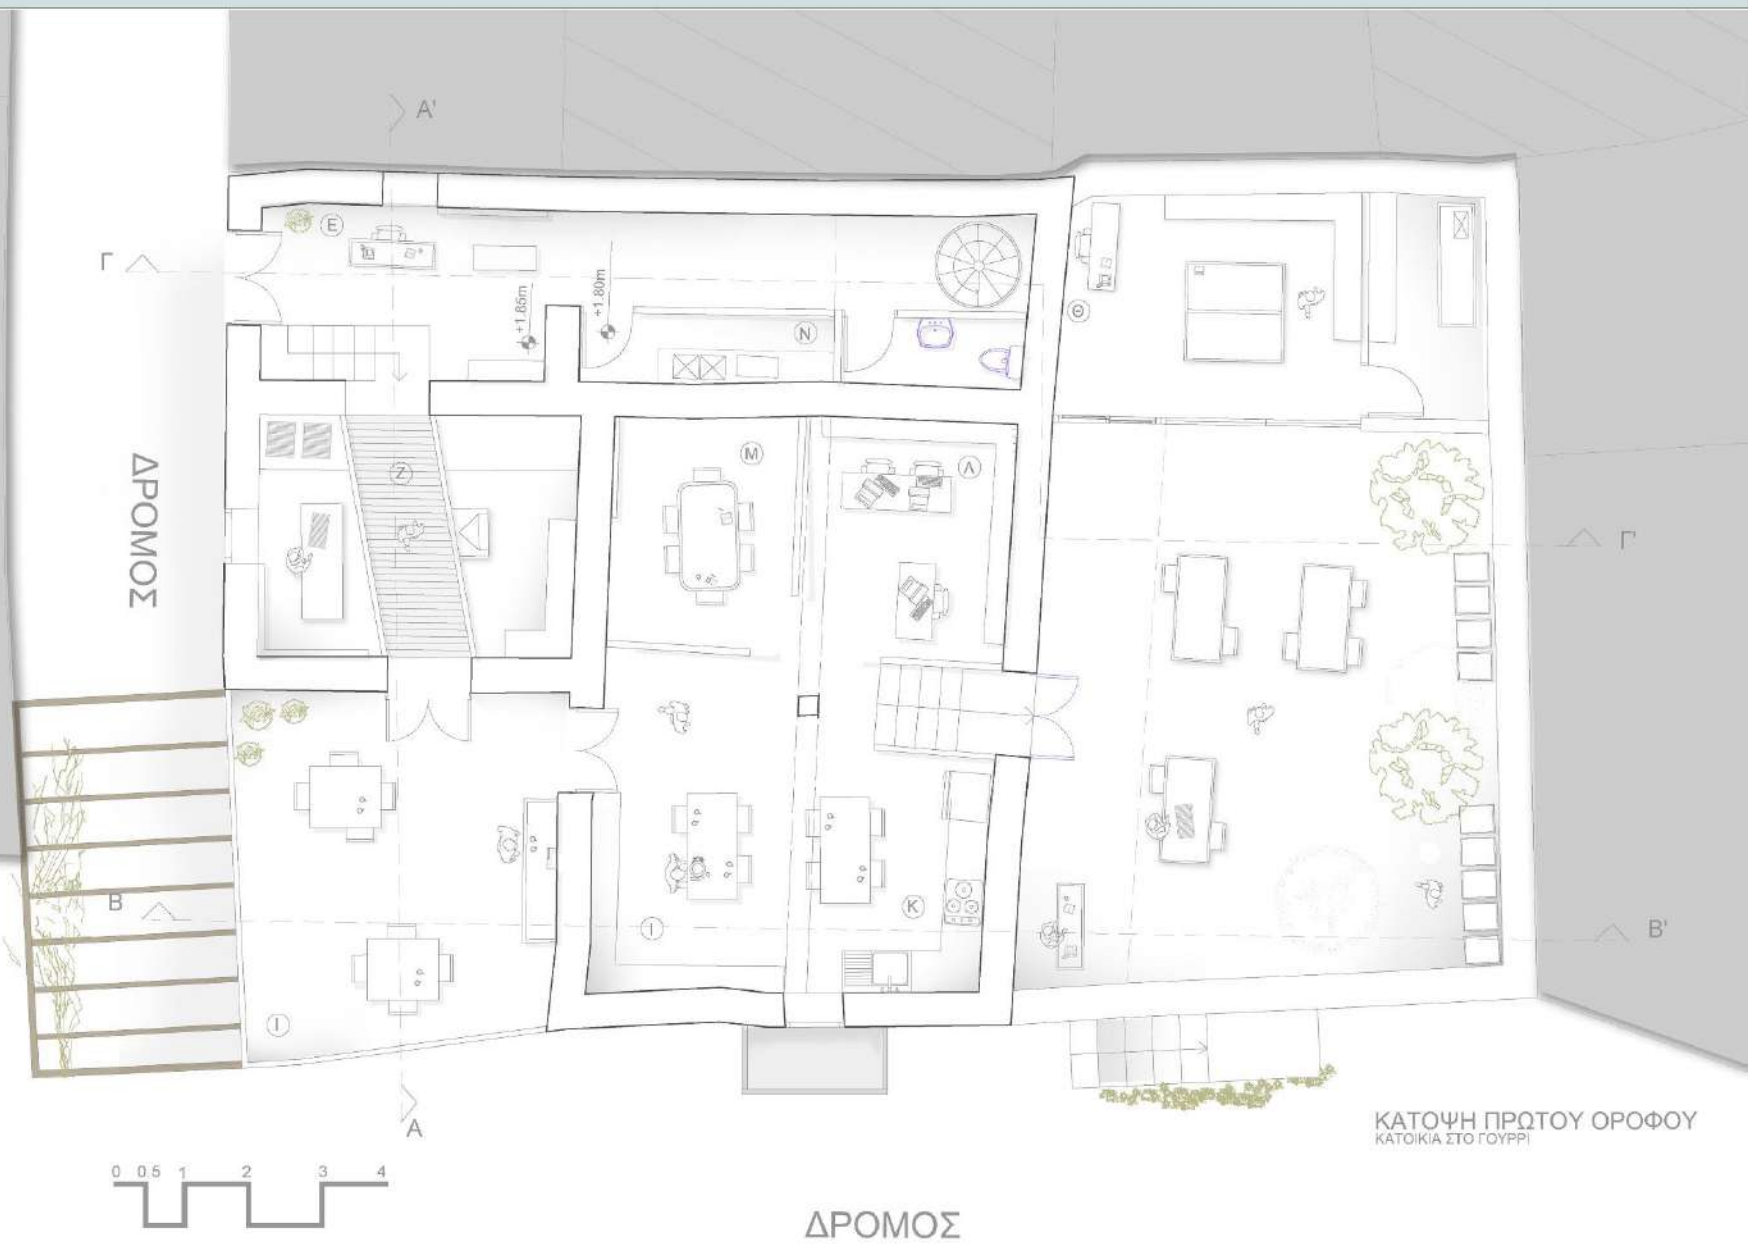 Α'
Ε
Γ
+1.65m
+1.80m
Ν
Θ
ΔΡΟΜΟΣ
Ζ
Μ
Λ
Γ'
Β
Κ
Ι
Β'
Ι
Α
ΚΑΤΟΨΗ ΠΡΩΤΟΥ ΟΡΟΦΟΥ
ΚΑΤΟΙΚΙΑ ΣΤΟ ΓΟΥΡΡΙ
0 0.5 1 2 3 4
ΔΡΟΜΟΣ